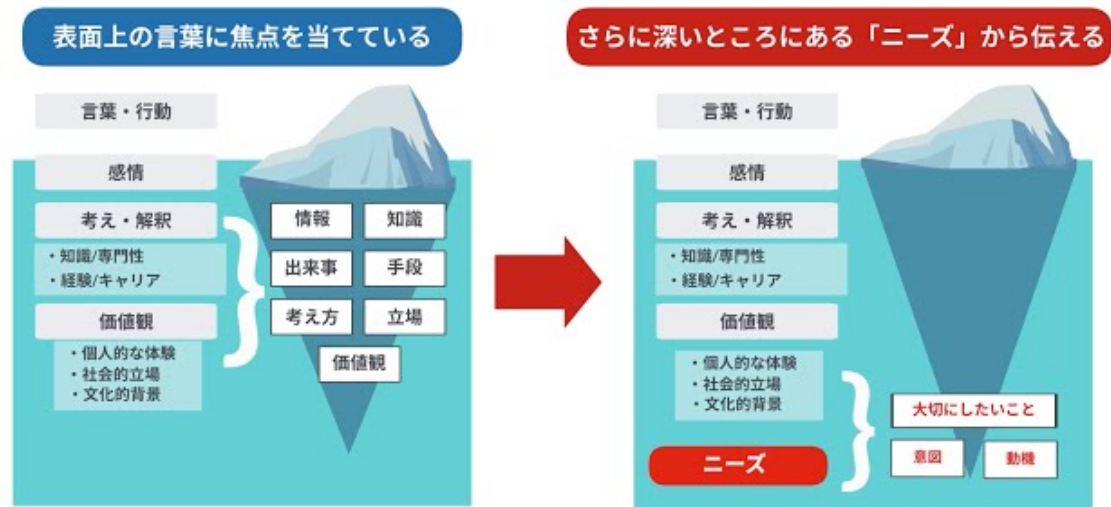 表面上の言葉に焦点を当てている
言葉・行動
感情
考え・解釈
・知識/専門性
・経験/キャリア
価値観
・個人的な体験
・社会的立場
・文化的背景
情報
知識
出来事
手段
考え方
立場
価値観
さらに深いところにある「ニーズ」から伝える
言葉・行動
感情
考え・解釈
・知識/専門性
・経験/キャリア
価値観
・個人的な体験
・社会的立場
・文化的背景
ニーズ
大切にしたいこと
意図
動機